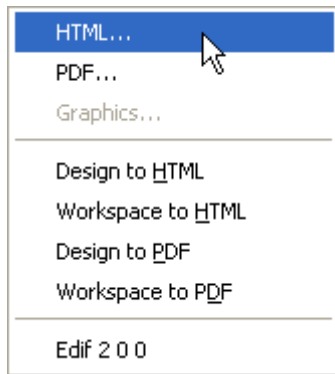 HTML...
PDF...
Graphics...
Design to HTML
Workspace to HTML
Design to PDF
Workspace to PDF
Edif 2 0 0